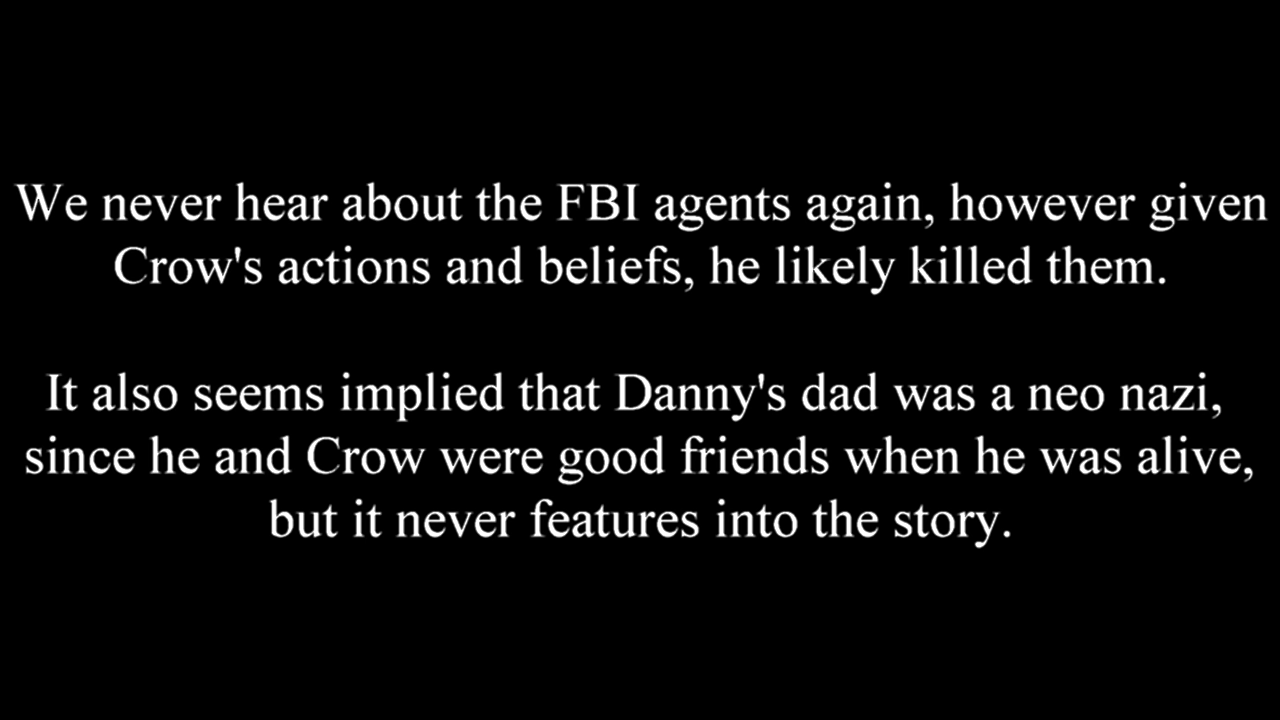 We never hear about the FBI agents again, however given
Crow's actions and beliefs, he likely killed them.
It also seems implied that Danny's dad was a neo nazi,
since he and Crow were good friends when he was alive,
but it never features into the story.